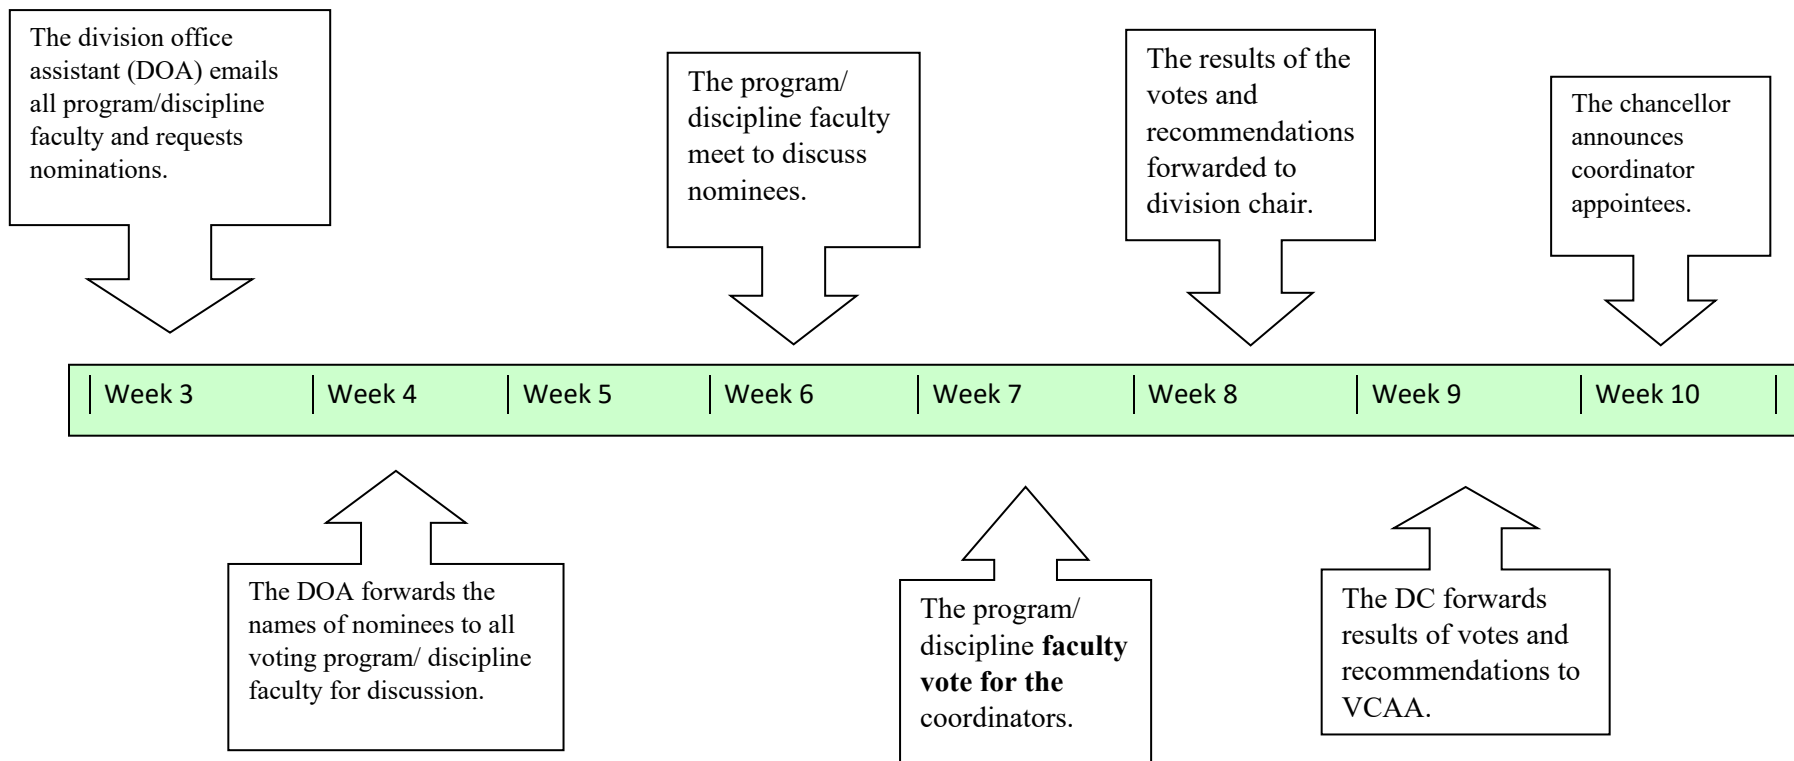 The division office
assistant (DOA) emails
all program/discipline
faculty and requests
nominations.
The program/
discipline faculty
meet to discuss
nominees.
The results of the
votes and
recommendations
forwarded to
division chair.
The chancellor
announces
coordinator
appointees.
Week 3
Week 4
Week 5
Week 6
Week 7
Week 8
Week 9
Week 10
The DOA forwards the
names of nominees to all
voting program/ discipline
faculty for discussion.
The program/
discipline faculty
vote for the
coordinators.
The DC forwards
results of votes and
recommendations to
VCAA.